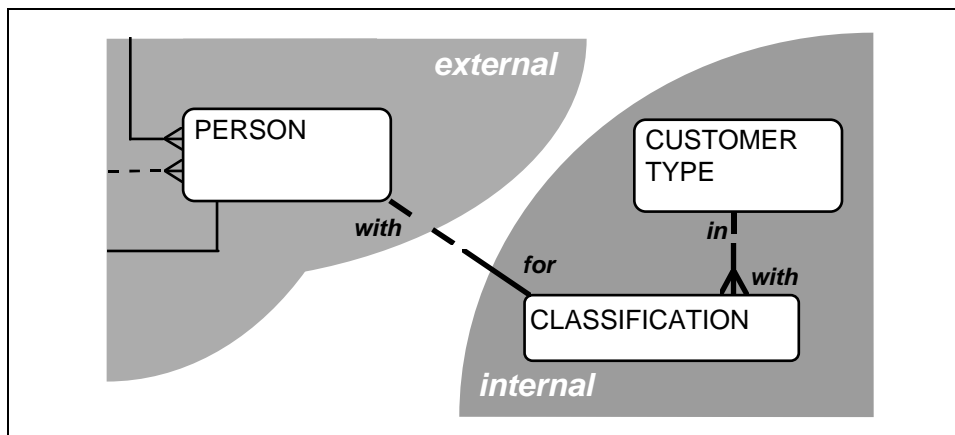 external
PERSON
CUSTOMER
TYPE
with
in
for
with
CLASSIFICATION
internal